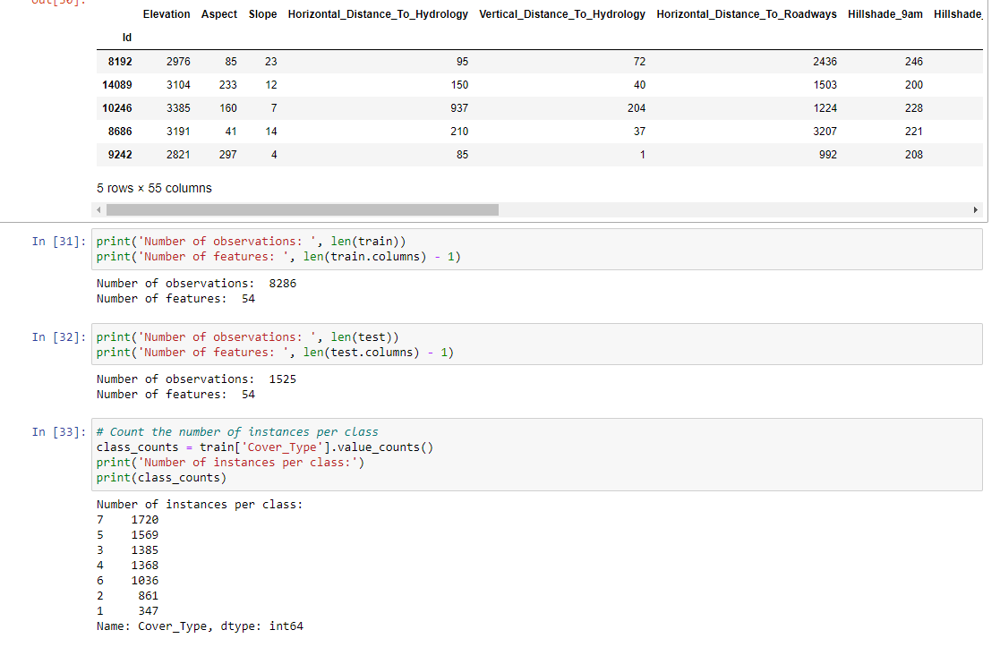 Out[30]:
Elevation Aspect Slope Horizontal_Distance_To_Hydrology Vertical_Distance_To_Hydrology Horizontal_Distance_To_Roadways Hillshade_9am Hillshade_
Id
8192 2976 85 23 95 72 2436 246
14089 3104 233 12 150 40 1503 200
10246 3385 160 7 937 204 1224 228
8686 3191 41 14 210 37 3207 221
9242 2821 297 4 85 1 992 208
5 rows × 55 columns
In [31]: print('Number of observations: ', len(train))
print('Number of features: ', len(train.columns) - 1)
Number of observations:  8286
Number of features:  54
In [32]: print('Number of observations: ', len(test))
print('Number of features: ', len(test.columns) - 1)
Number of observations:  1525
Number of features:  54
In [33]: # Count the number of instances per class
class_counts = train['Cover_Type'].value_counts()
print('Number of instances per class:')
print(class_counts)
Number of instances per class:
7    1720
5    1569
3    1385
4    1368
6    1036
2     861
1     347
Name: Cover_Type, dtype: int64